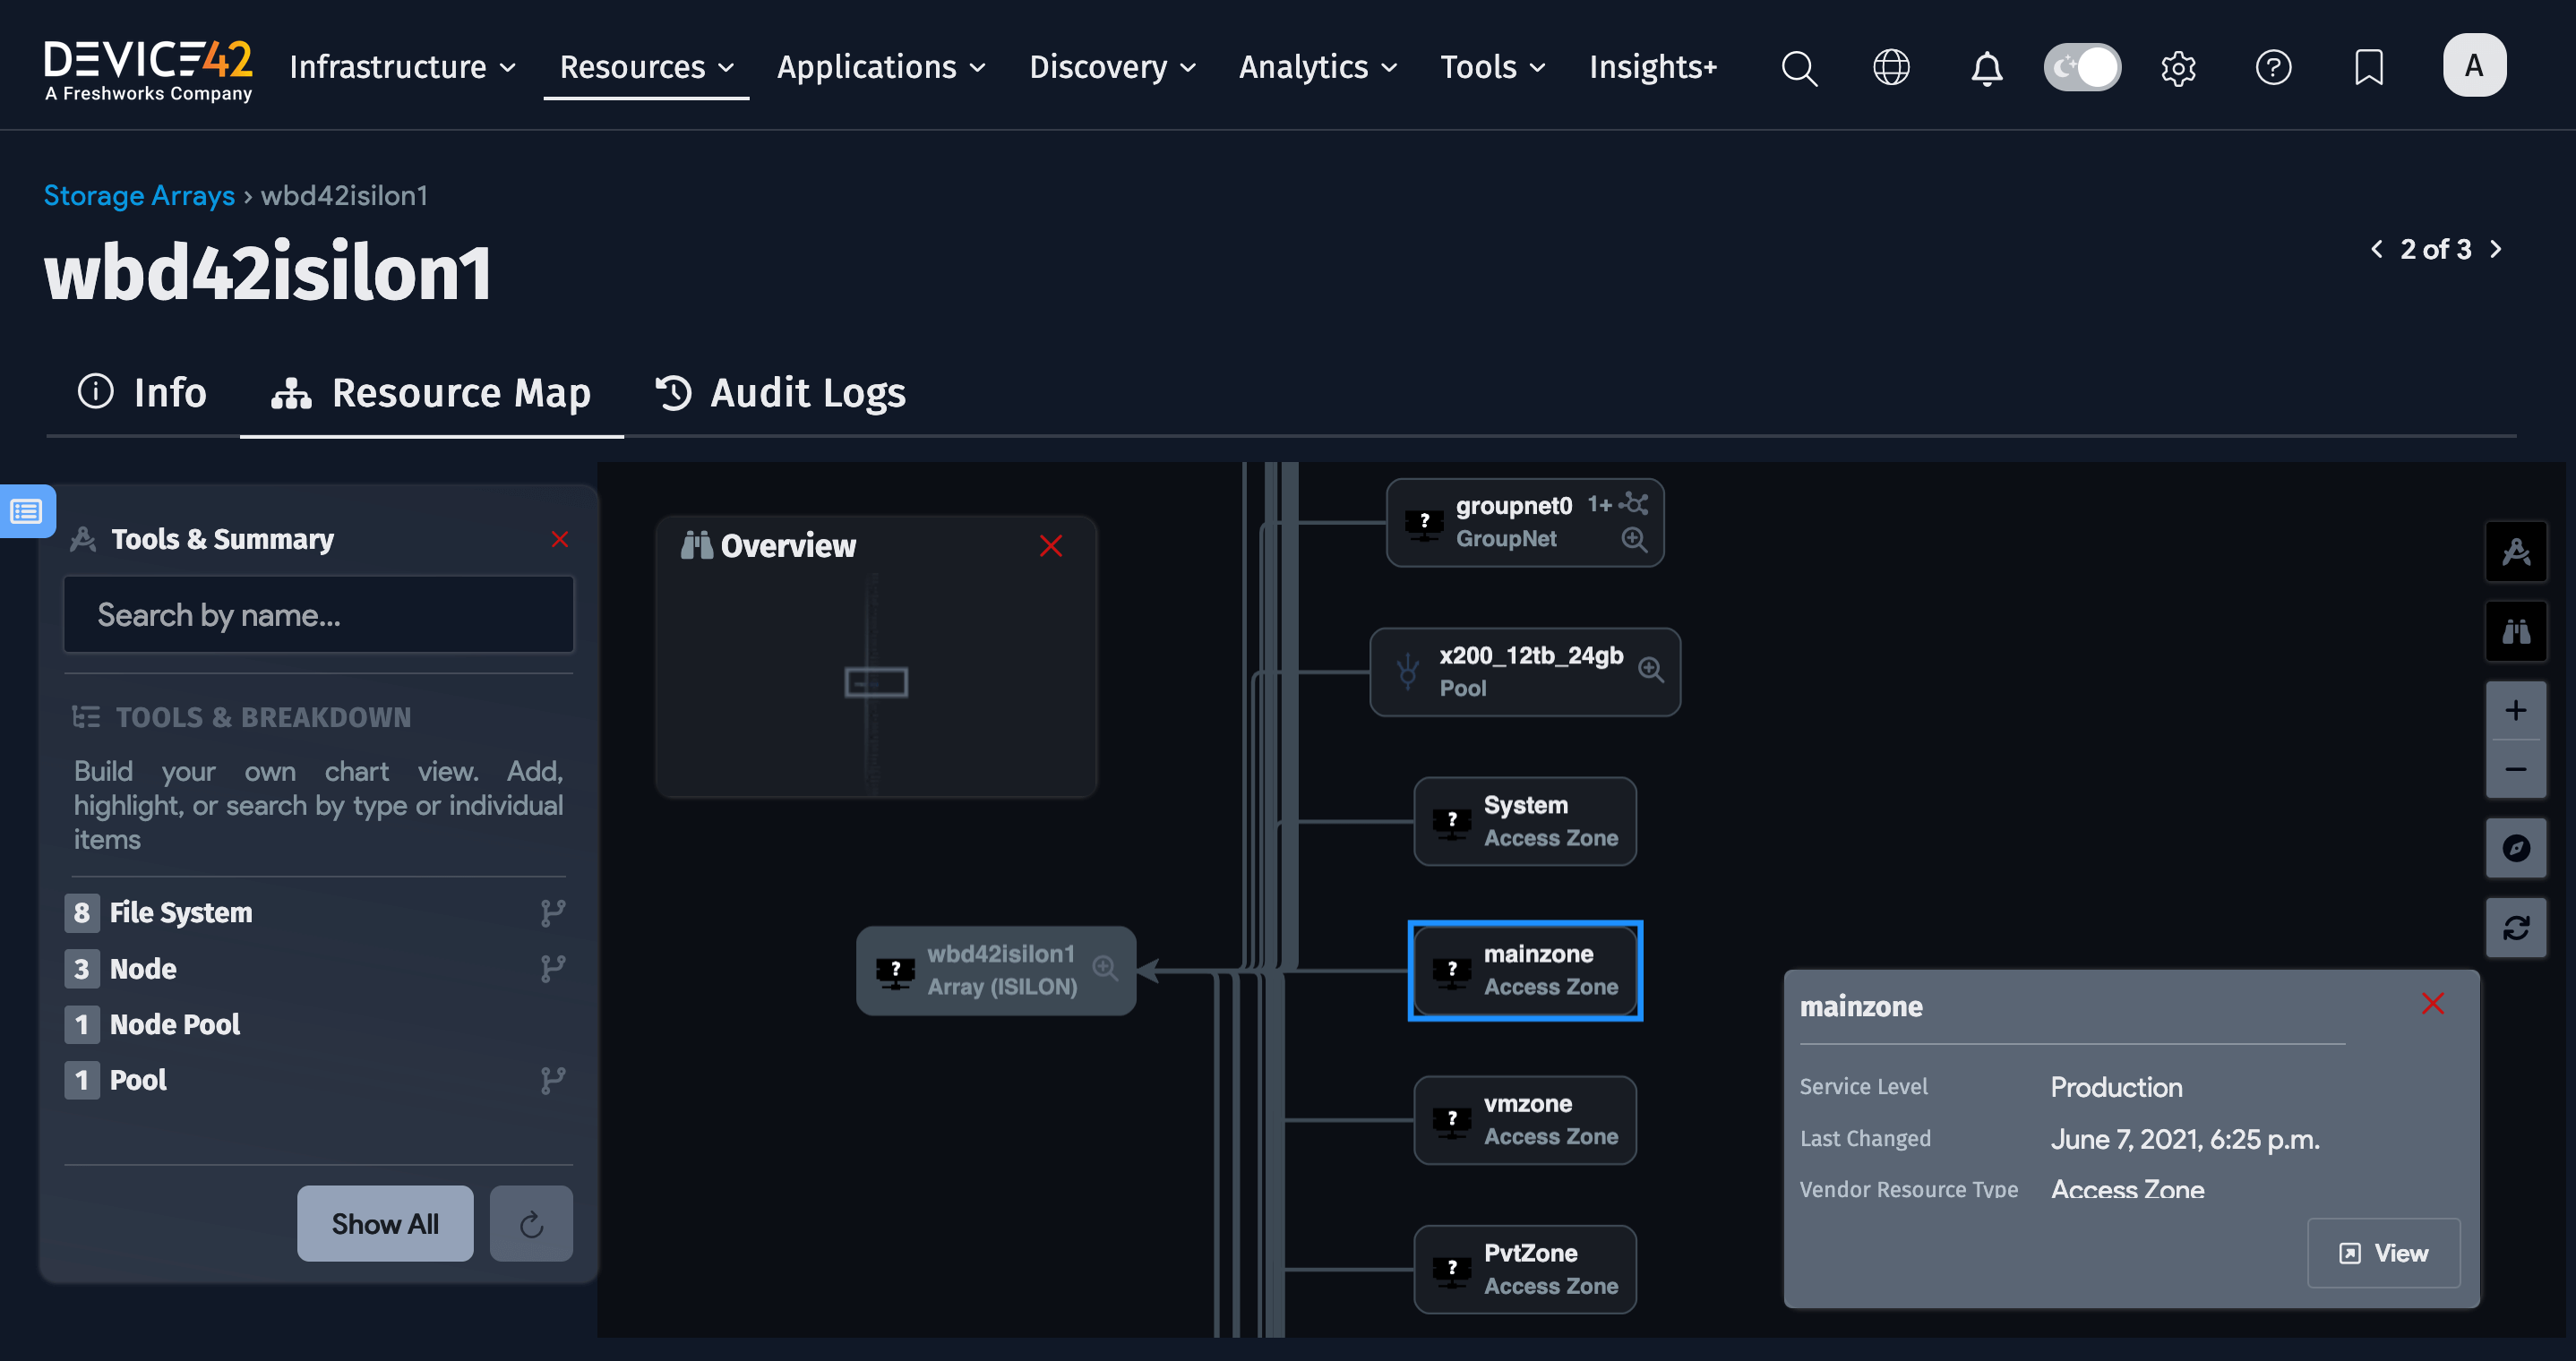 DEVICE42
A Freshworks Company
Infrastructure
Resources
Applications
Discovery
Analytics
Tools
Insights+
A
Storage Arrays › wbd42isilon1
wbd42isilon1
2 of 3
Info
Resource Map
Audit Logs
Tools & Summary
Search by name...
TOOLS & BREAKDOWN
Build your own chart view. Add,
highlight, or search by type or individual
items
8 File System
3 Node
1 Node Pool
1 Pool
Show All
Overview
groupnet0 1+
GroupNet
x200_12tb_24gb
Pool
System
Access Zone
wbd42isilon1
Array (ISILON)
mainzone
Access Zone
vmzone
Access Zone
PvtZone
Access Zone
mainzone
Service Level Production
Last Changed June 7, 2021, 6:25 p.m.
Vendor Resource Type Access Zone
View